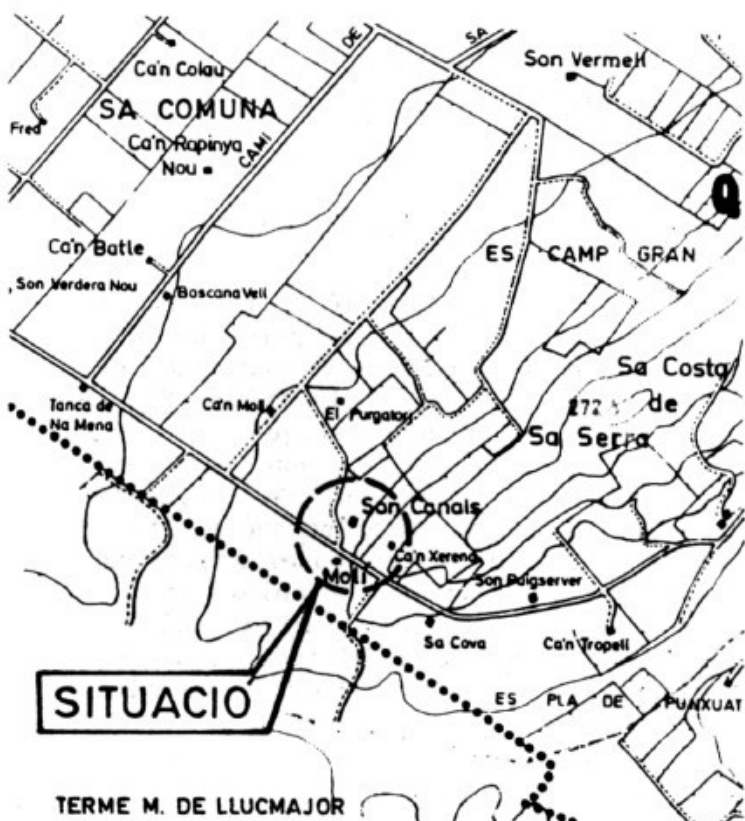 SA
DE
Son Vermell
Ca'n Colau
SA COMUNA
Fred
Ca'n Rapinya
Nou
CAMI
Q
ES CAMP GRAN
Ca'n Batle
Son Verdera Nou
Bascana Vell
Sa Costa
de
Sa Serra
272
Tanca de
Na Mena
Ca'n Moll
El Purgatori
Son Canals
Ca'n Xerena
Molí
Son Puigserver
Sa Cova
Ca'n Tropell
SITUACIO
ES PLA DE PUNXUAT
TERME M. DE LLUCMAJOR